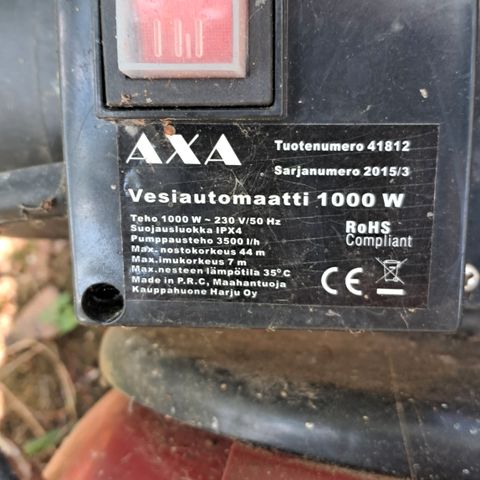 AXA
Tuotenumero 41812
Sarjanumero 2015/3
Vesiautomaatti 1000 W
Teho 1000 W ~ 230 V/50 Hz
Suojausluokka IPX4
Pumppausteho 3500 l/h
Max.nostokorkeus 44 m
Max.imukorkeus 7 m
Max.nesteen lämpötila 35°C
Made in P.R.C, Maahantuoja
Kauppahuone Harju Oy
RoHS
Compliant
CE